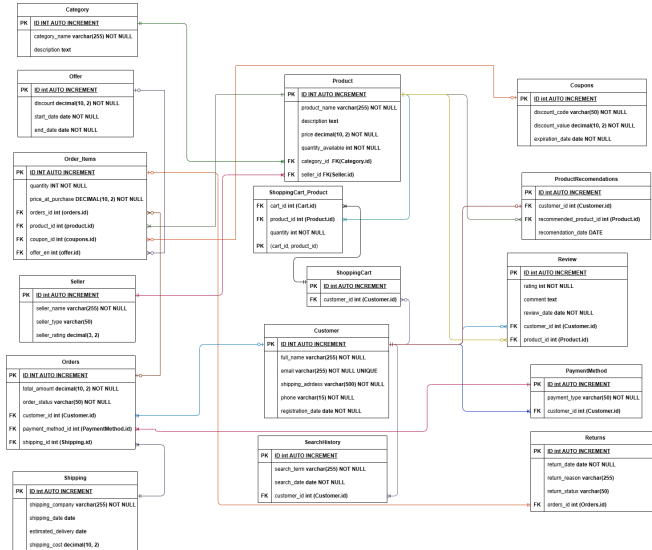 Category
PK ID INT AUTO INCREMENT
category_name varchar(255) NOT NULL
description text
Offer
PK ID int AUTO INCREMENT
discount decimal(10, 2) NOT NULL
start_date date NOT NULL
end_date date NOT NULL
Order_Items
PK ID INT AUTO INCREMENT
quantity INT NOT NULL
price_at_purchase DECIMAL(10, 2) NOT NULL
FK orders_id int (orders.id)
FK product_id int (product.id)
FK coupon_id int (coupons.id)
FK offer_en int (offer.id)
Seller
PK ID int AUTO INCREMENT
seller_name varchar(255) NOT NULL
seller_type varchar(50)
seller_rating decimal(3, 2)
Orders
PK ID int AUTO INCREMENT
total_amount decimal(10, 2) NOT NULL
order_status varchar(50) NOT NULL
FK customer_id int (Customer.id)
FK payment_method_id int (PaymentMethod.id)
FK shipping_id int (Shipping.id)
Shipping
PK ID int AUTO INCREMENT
shipping_company varchar(255) NOT NULL
shipping_date date
estimated_delivery date
shipping_cost decimal(10, 2)
Product
PK ID INT AUTO INCREMENT
product_name varchar(255) NOT NULL
description text
price decimal(10, 2) NOT NULL
quantity_available int NOT NULL
FK category_id FK(Category.id)
FK seller_id FK(Seller.id)
ShoppingCart_Product
FK cart_id int (Cart.id)
FK product_id int (Product.id)
quantity int NOT NULL
PK (cart_id, product_id)
ShoppingCart
PK ID int AUTO INCREMENT
FK customer_id int (Customer.id)
Customer
PK ID INT AUTO INCREMENT
full_name varchar(255) NOT NULL
email varchar(255) NOT NULL UNIQUE
shipping_adrdess varchar(500) NOT NULL
phone varchar(15) NOT NULL
registration_date date NOT NULL
SearchHistory
PK ID int AUTO INCREMENT
search_term varchar(255) NOT NULL
search_date date NOT NULL
FK customer_id int (Customer.id)
Coupons
PK ID int AUTO INCREMENT
discount_code varchar(50) NOT NULL
discount_value decimal(10, 2) NOT NULL
expiration_date date NOT NULL
ProductRecomendations
PK ID int AUTO INCREMENT
FK customer_id int (Customer.id)
FK recommended_product_id int (Product.id)
recomendation_date DATE
Review
PK ID int AUTO INCREMENT
rating int NOT NULL
comment text
review_date date NOT NULL
FK customer_id int (Customer.id)
FK product_id int (Product.id)
PaymentMethod
PK ID int AUTO INCREMENT
payment_type varchar(50) NOT NULL
FK customer_id int (Customer.id)
Returns
PK ID int AUTO INCREMENT
return_date date NOT NULL
return_reason varchar(255)
return_status varchar(50)
FK orders_id int (Orders.id)